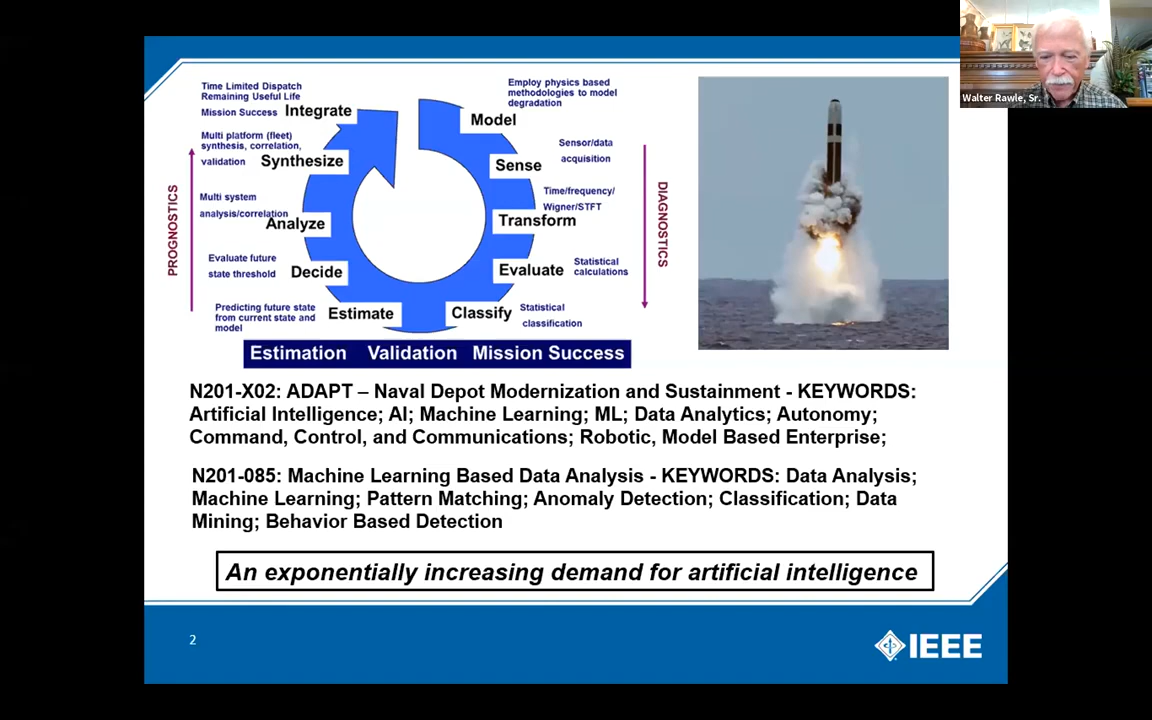 Walter Rawle, Sr.
Time Limited Dispatch
Remaining Useful Life
Mission Success
Integrate
Multi platform (fleet)
synthesis, correlation,
validation
Synthesize
Multi system
analysis/correlation
Analyze
Evaluate future
state threshold
Decide
Predicting future state
from current state and
model
Estimate
PROGNOSTICS
Employ physics based
methodologies to model
degradation
Model
Sensor/data
acquisition
Sense
Time/frequency/
Wigner/STFT
Transform
Statistical
calculations
Evaluate
Statistical
classification
Classify
DIAGNOSTICS
Estimation Validation Mission Success
N201-X02: ADAPT – Naval Depot Modernization and Sustainment - KEYWORDS:
Artificial Intelligence; AI; Machine Learning; ML; Data Analytics; Autonomy;
Command, Control, and Communications; Robotic, Model Based Enterprise;
N201-085: Machine Learning Based Data Analysis - KEYWORDS: Data Analysis;
Machine Learning; Pattern Matching; Anomaly Detection; Classification; Data
Mining; Behavior Based Detection
An exponentially increasing demand for artificial intelligence
2
IEEE